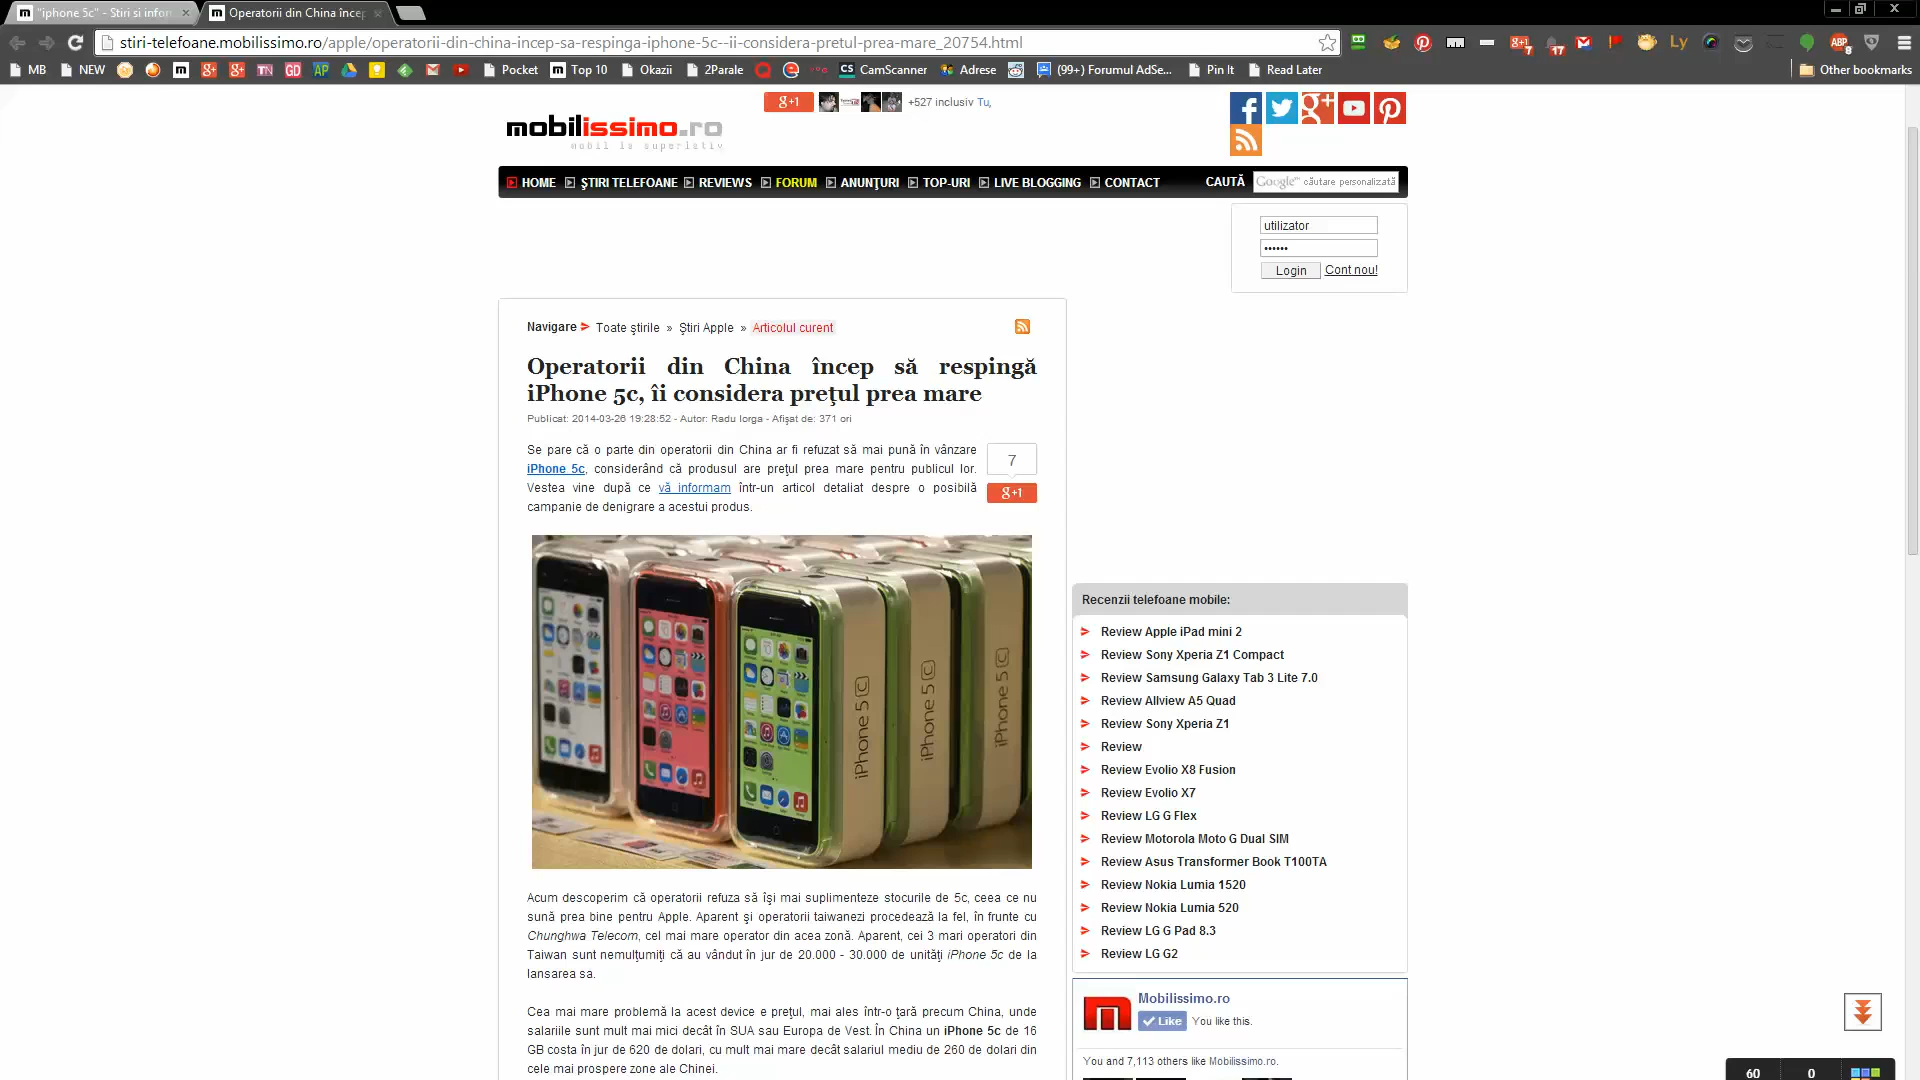 "iphone 5c" - Stiri si infor
Operatorii din China încep
stiri-telefoane.mobilissimo.ro/apple/operatorii-din-china-incep-sa-respinga-iphone-5c--ii-considera-pretul-prea-mare_20754.html
MB NEW TN GD AP Pocket Top 10 Okazii 2Parale CS CamScanner Adrese (99+) Forumul AdSe... Pin It Read Later Other bookmarks
g+1 +527 inclusiv Tu,
mobilissimo.ro
mobil la superlativ
HOME ŞTIRI TELEFOANE REVIEWS FORUM ANUNŢURI TOP-URI LIVE BLOGGING CONTACT CAUTĂ Google™ căutare personalizată
utilizator
••••••
Login Cont nou!
Navigare Toate ştirile » Ştiri Apple » Articolul curent
Operatorii din China încep să respingă
iPhone 5c, îi considera preţul prea mare
Publicat: 2014-03-26 19:28:52 - Autor: Radu Iorga - Afişat de: 371 ori
Se pare că o parte din operatorii din China ar fi refuzat să mai pună în vânzare
iPhone 5c, considerând că produsul are preţul prea mare pentru publicul lor.
Vestea vine după ce vă informam într-un articol detaliat despre o posibilă
campanie de denigrare a acestui produs.
7
g+1
iPhone 5C
iPhone 5C
iPhone 5C
Acum descoperim că operatorii refuza să îşi mai suplimenteze stocurile de 5c, ceea ce nu
sună prea bine pentru Apple. Aparent şi operatorii taiwanezi procedează la fel, în frunte cu
Chunghwa Telecom, cel mai mare operator din acea zonă. Aparent, cei 3 mari operatori din
Taiwan sunt nemulţumiţi că au vândut în jur de 20.000 - 30.000 de unităţi iPhone 5c de la
lansarea sa.
Cea mai mare problemă la acest device e preţul, mai ales într-o ţară precum China, unde
salariile sunt mult mai mici decât în SUA sau Europa de Vest. În China un iPhone 5c de 16
GB costa în jur de 620 de dolari, cu mult mai mare decât salariul mediu de 260 de dolari din
cele mai prospere zone ale Chinei.
Recenzii telefoane mobile:
Review Apple iPad mini 2
Review Sony Xperia Z1 Compact
Review Samsung Galaxy Tab 3 Lite 7.0
Review Allview A5 Quad
Review Sony Xperia Z1
Review
Review Evolio X8 Fusion
Review Evolio X7
Review LG G Flex
Review Motorola Moto G Dual SIM
Review Asus Transformer Book T100TA
Review Nokia Lumia 1520
Review Nokia Lumia 520
Review LG G Pad 8.3
Review LG G2
Mobilissimo.ro
Like You like this.
You and 7,113 others like Mobilissimo.ro.
60 0